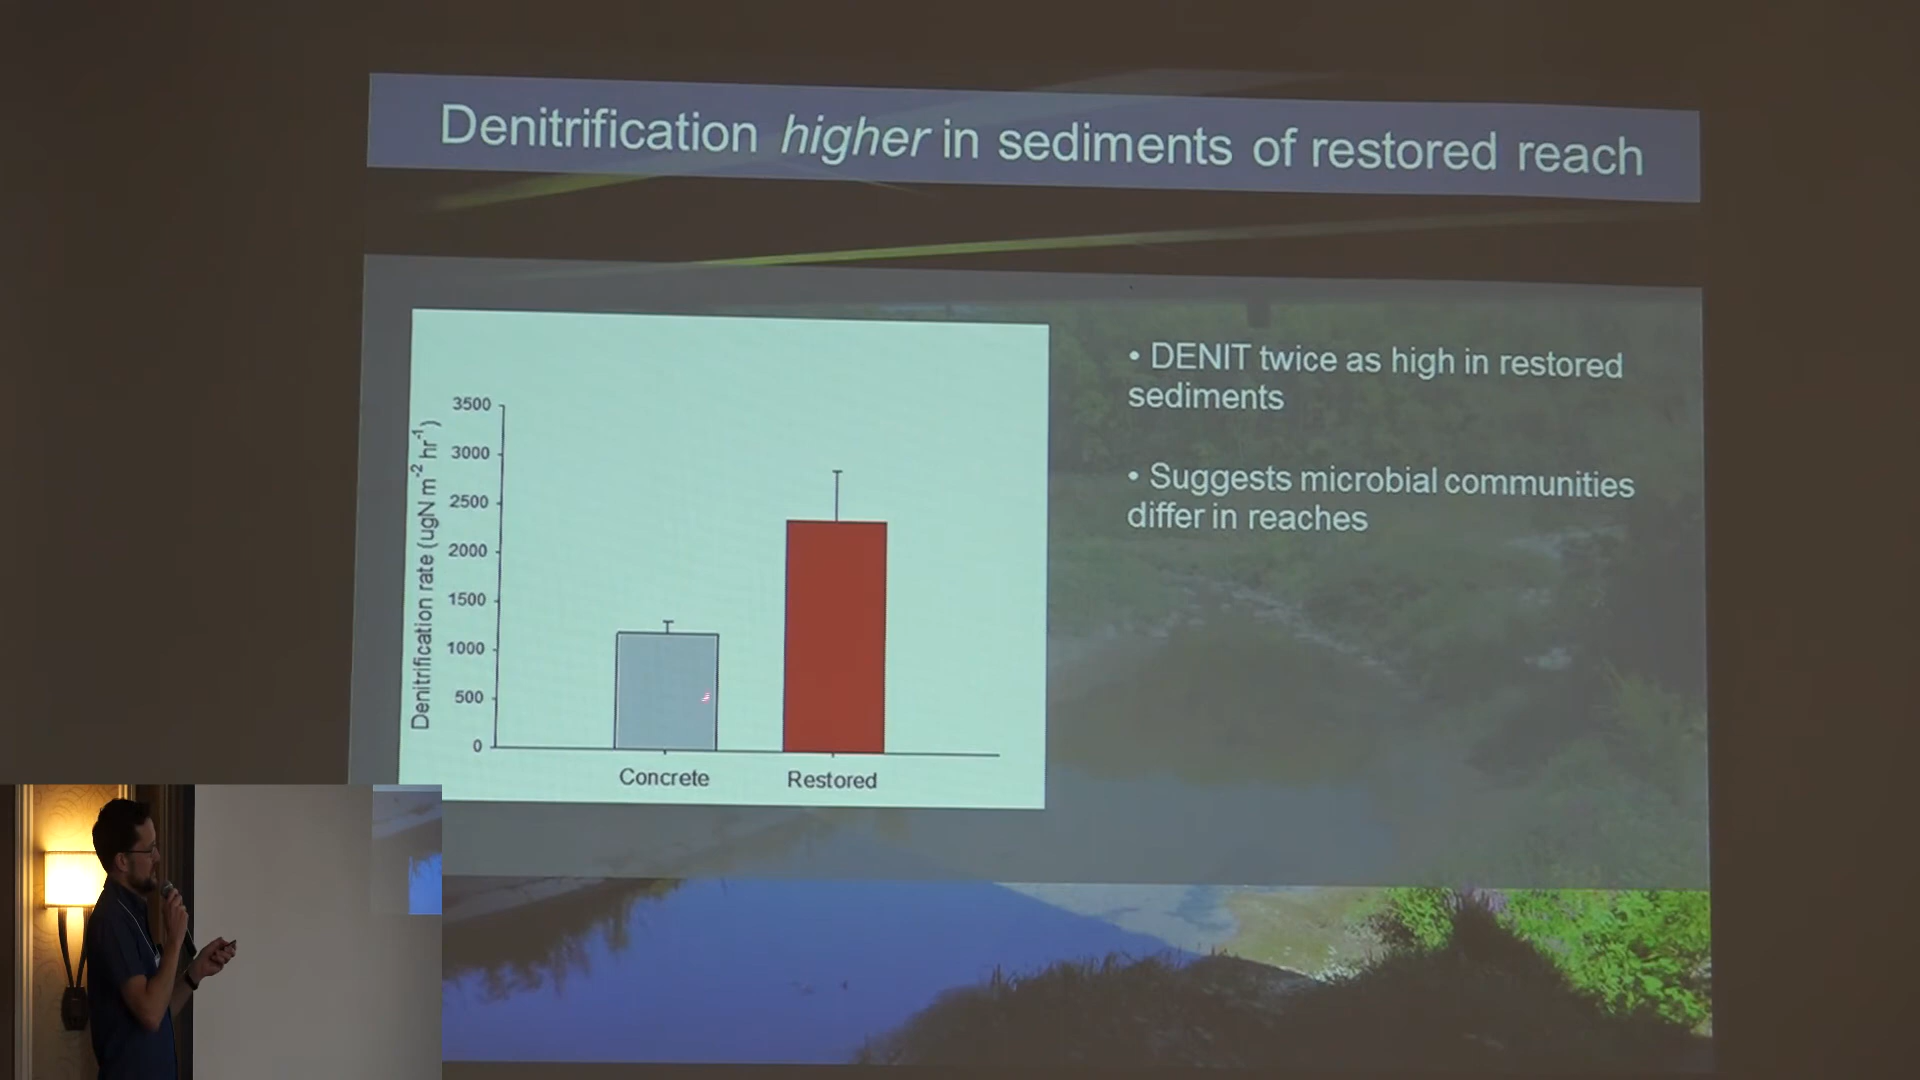 Denitrification higher in sediments of restored reach
• DENIT twice as high in restored
sediments
• Suggests microbial communities
differ in reaches
Denitrification rate (ugN m-2 hr-1)
3500
3000
2500
2000
1500
1000
500
0
Concrete
Restored